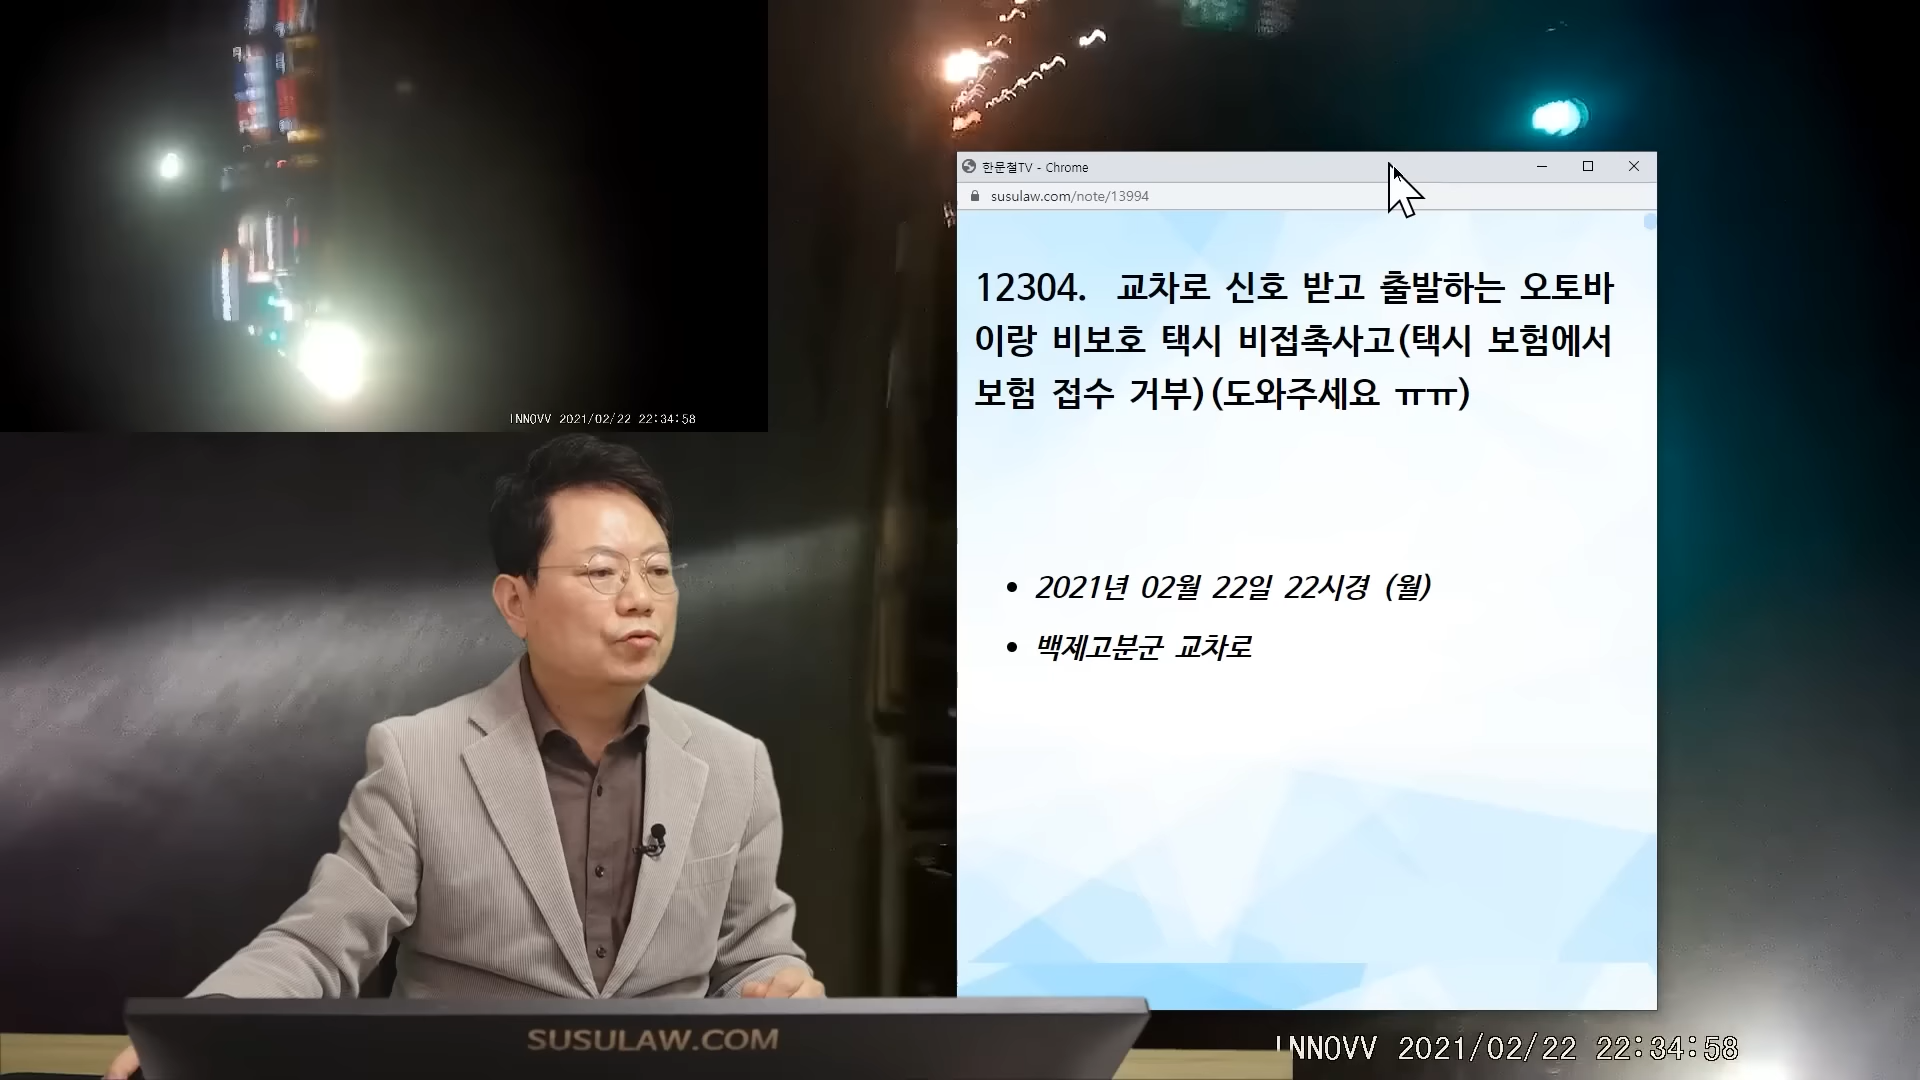 INNOVV 2021/02/22 22:34:58
한문철TV - Chrome
susulaw.com/note/13994
12304. 교차로 신호 받고 출발하는 오토바
이랑 비보호 택시 비접촉사고(택시 보험에서
보험 접수 거부)(도와주세요 ㅠㅠ)
• 2021년 02월 22일 22시경 (월)
• 백제고분군 교차로
SUSULAW.COM
INNOVV 2021/02/22 22:34:58